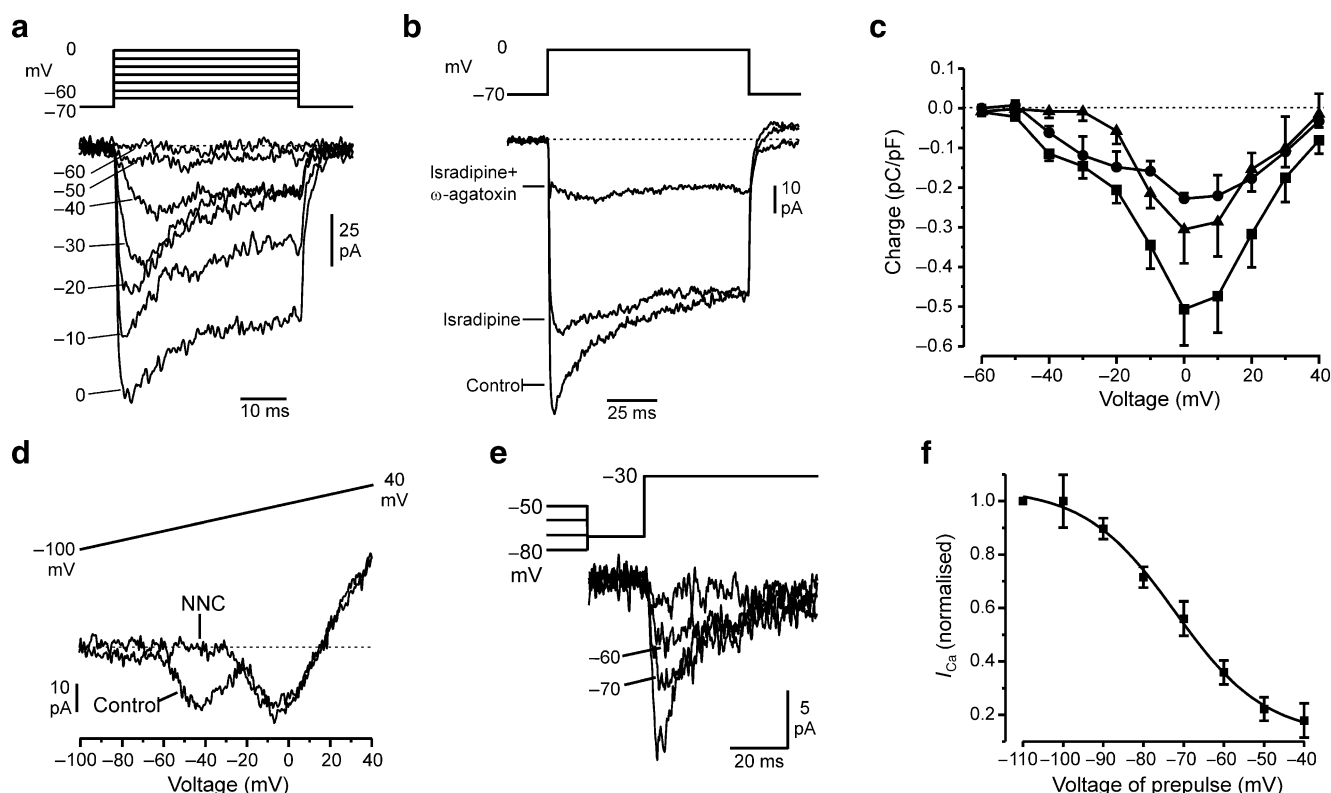 a
0
mV
–60
–70
–60
–50
–40
–30
–20
–10
0
25
pA
10 ms
b
0
mV
–70
Isradipine+
ω-agatoxin
Isradipine
Control
10
pA
25 ms
c
0.1
0.0
–0.1
–0.2
–0.3
–0.4
–0.5
–0.6
Charge (pC/pF)
–60 –40 –20 0 20 40
Voltage (mV)
d
40
mV
–100
mV
NNC
Control
10
pA
–100 –80 –60 –40 –20 0 20 40
Voltage (mV)
e
–30
–50
–80
mV
–60
–70
5
pA
20 ms
f
1.0
0.8
0.6
0.4
0.2
ICa (normalised)
–110 –100 –90 –80 –70 –60 –50 –40
Voltage of prepulse (mV)